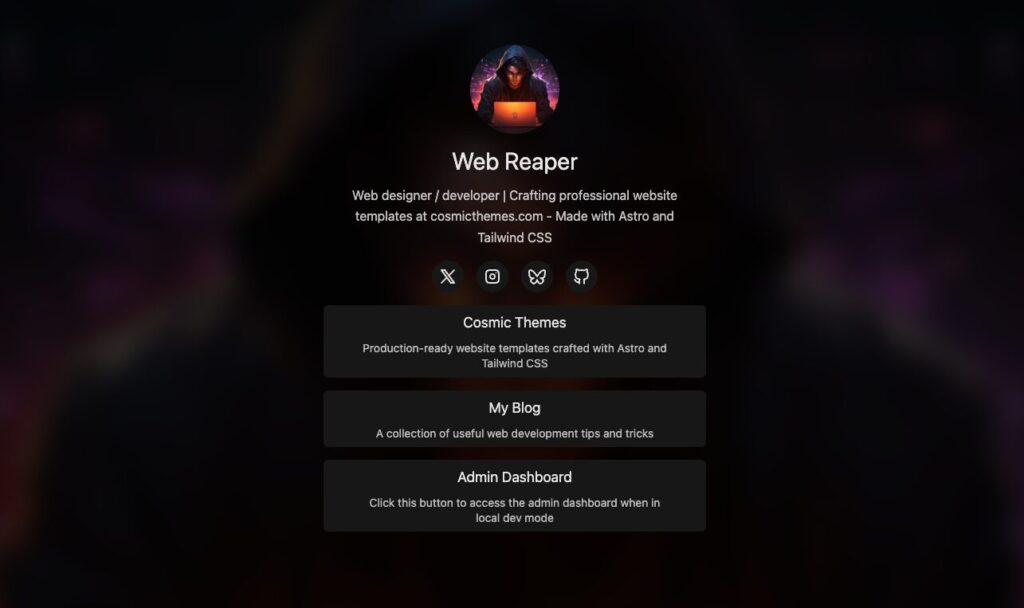 Web Reaper
Web designer / developer | Crafting professional website
templates at cosmicthemes.com - Made with Astro and
Tailwind CSS
Cosmic Themes
Production-ready website templates crafted with Astro and
Tailwind CSS
My Blog
A collection of useful web development tips and tricks
Admin Dashboard
Click this button to access the admin dashboard when in
local dev mode